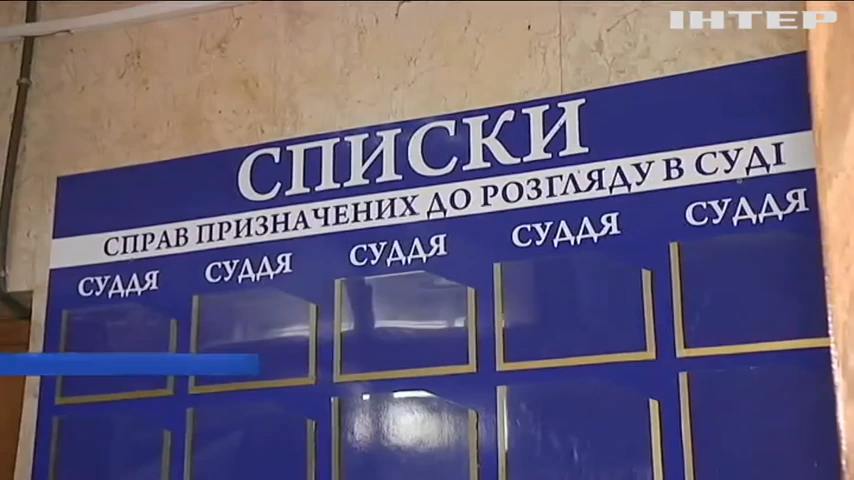 ІНТЕР
СПИСКИ
СПРАВ ПРИЗНАЧЕНИХ ДО РОЗГЛЯДУ В СУДІ
СУДДЯ СУДДЯ СУДДЯ СУДДЯ СУДДЯ